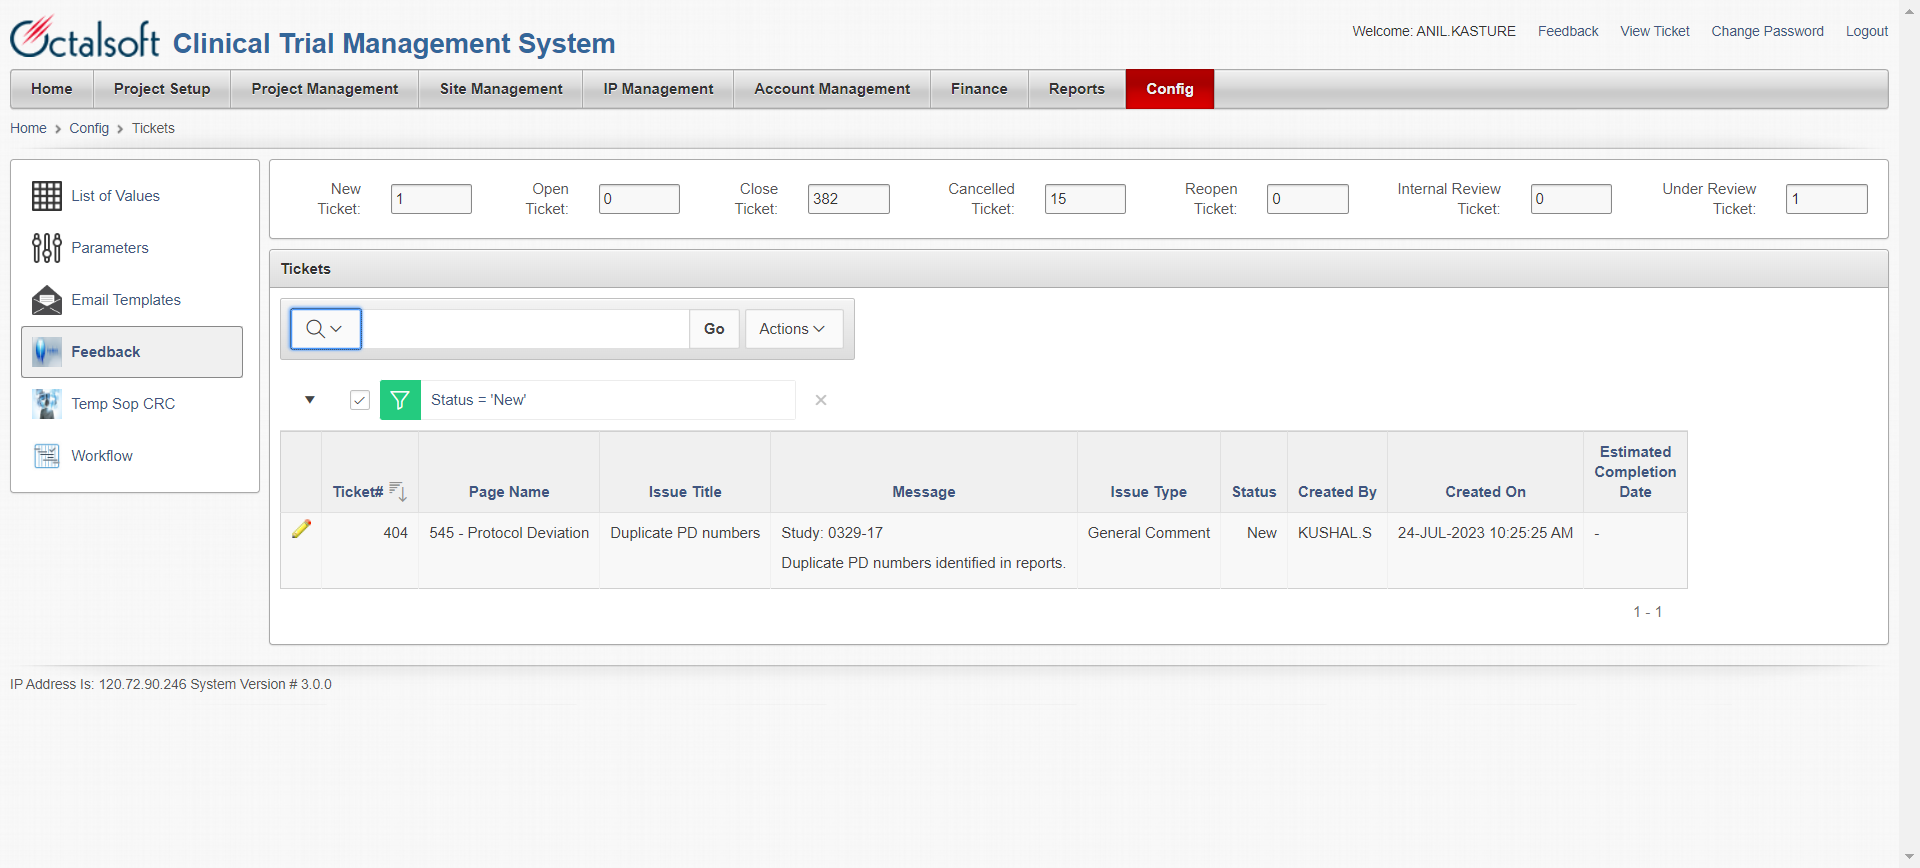 Octalsoft Clinical Trial Management System
Welcome: ANIL.KASTURE Feedback View Ticket Change Password Logout
Home Project Setup Project Management Site Management IP Management Account Management Finance Reports Config
Home > Config > Tickets
List of Values
Parameters
Email Templates
Feedback
Temp Sop CRC
Workflow
New Ticket: 1
Open Ticket: 0
Close Ticket: 382
Cancelled Ticket: 15
Reopen Ticket: 0
Internal Review Ticket: 0
Under Review Ticket: 1
Tickets
Go Actions
Status = 'New'
Ticket# Page Name Issue Title Message Issue Type Status Created By Created On Estimated Completion Date
404 545 - Protocol Deviation Duplicate PD numbers Study: 0329-17 General Comment New KUSHAL.S 24-JUL-2023 10:25:25 AM -
Duplicate PD numbers identified in reports.
1 - 1
IP Address Is: 120.72.90.246 System Version # 3.0.0